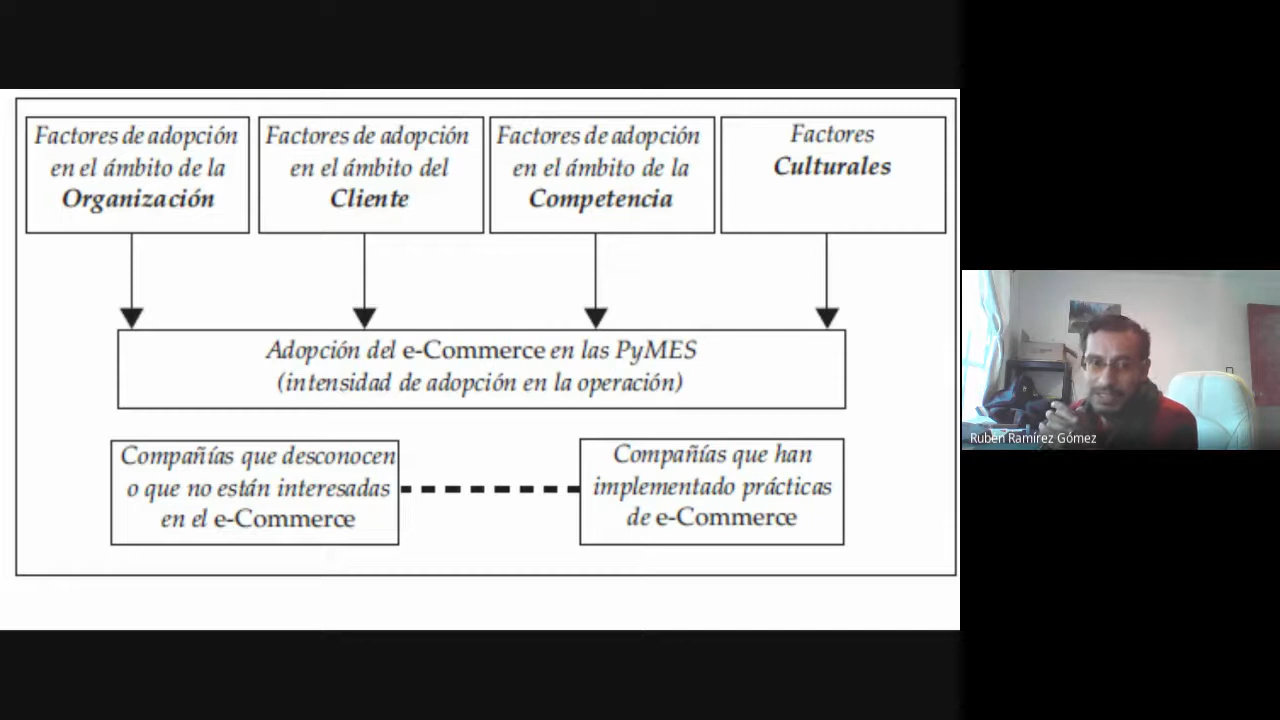 Factores de adopción
en el ámbito de la
Organización
Factores de adopción
en el ámbito del
Cliente
Factores de adopción
en el ámbito de la
Competencia
Factores
Culturales
Adopción del e-Commerce en las PyMES
(intensidad de adopción en la operación)
Compañías que desconocen
o que no están interesadas
en el e-Commerce
Compañías que han
implementado prácticas
de e-Commerce
Rubén Ramírez Gómez